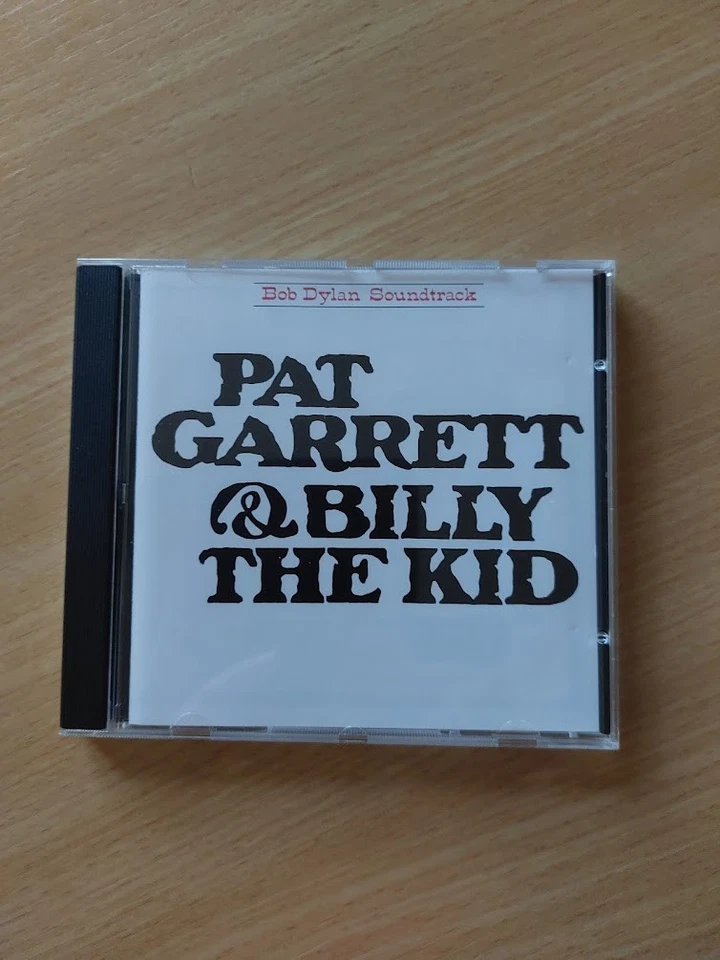 Bob Dylan Soundtrack
PAT
GARRETT
& BILLY
THE KID